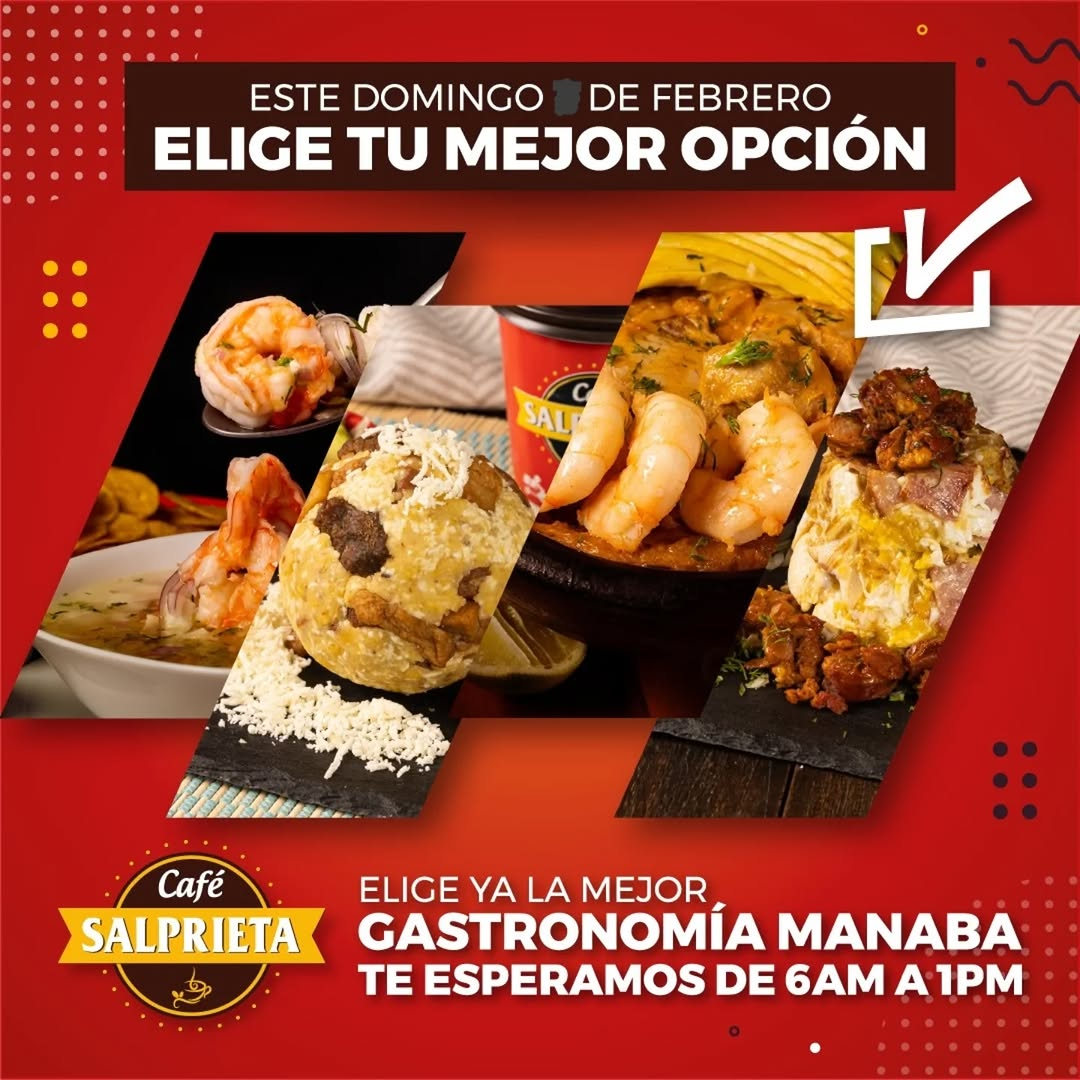 ESTE DOMINGO DE FEBRERO
ELIGE TU MEJOR OPCIÓN
Café
SALPRIETA
ELIGE YA LA MEJOR
GASTRONOMÍA MANABA
TE ESPERAMOS DE 6AM A 1PM